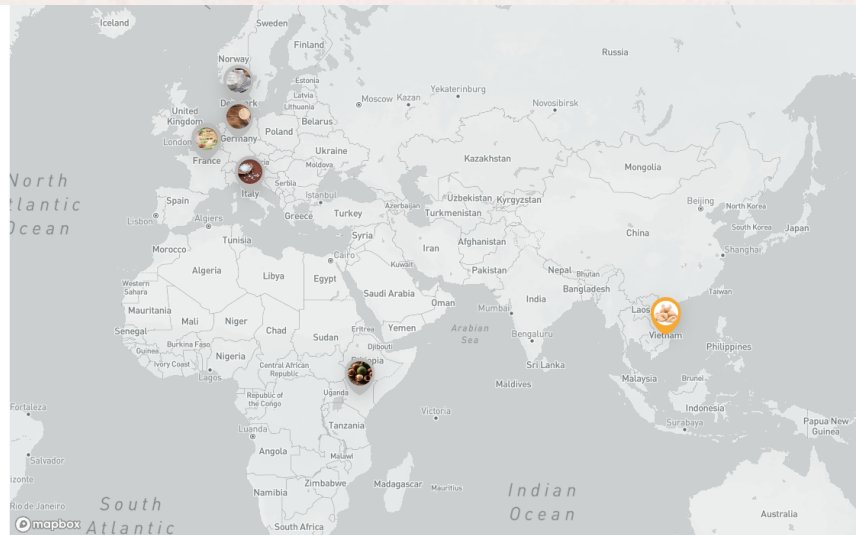 Iceland
Sweden
Finland
Russia
Norway
Estonia
Latvia
Lithuania
Moscow
Kazan
Yekaterinburg
Novosibirsk
United
Kingdom
London
Germany
Poland
Belarus
France
Ukraine
Moldova
Kazakhstan
Mongolia
Italy
Serbia
Spain
Lisbon
Algiers
Greece
Istanbul
Turkey
Azerbaijan
Uzbekistan
Kyrgyzstan
Turkmenistan
Beijing
North Korea
South Korea
Japan
China
Shanghai
North
Atlantic
Ocean
Tunisia
Morocco
Syria
Cairo
Kuwait
Iran
Afghanistan
Pakistan
Nepal
Bhutan
Bangladesh
Taiwan
Algeria
Libya
Egypt
Western
Sahara
Saudi Arabia
Oman
Mumbai
India
Laos
Mauritania
Mali
Niger
Chad
Sudan
Eritrea
Yemen
Arabian
Sea
Bengaluru
Vietnam
Philippines
Senegal
Guinea
Burkina Faso
Ivory Coast
Nigeria
Lagos
Central African
Republic
Djibouti
Ethiopia
Sri Lanka
Maldives
Malaysia
Brunei
Uganda
Republic of
the Congo
Fortaleza
Luanda
Tanzania
Victoria
Indonesia
Surabaya
Papua New
Guinea
Salvador
Angola
Malawi
Zimbabwe
Madagascar
Mauritius
Namibia
Indian
Ocean
Rio de Janeiro
South
Atlantic
South Africa
Australia
mapbox